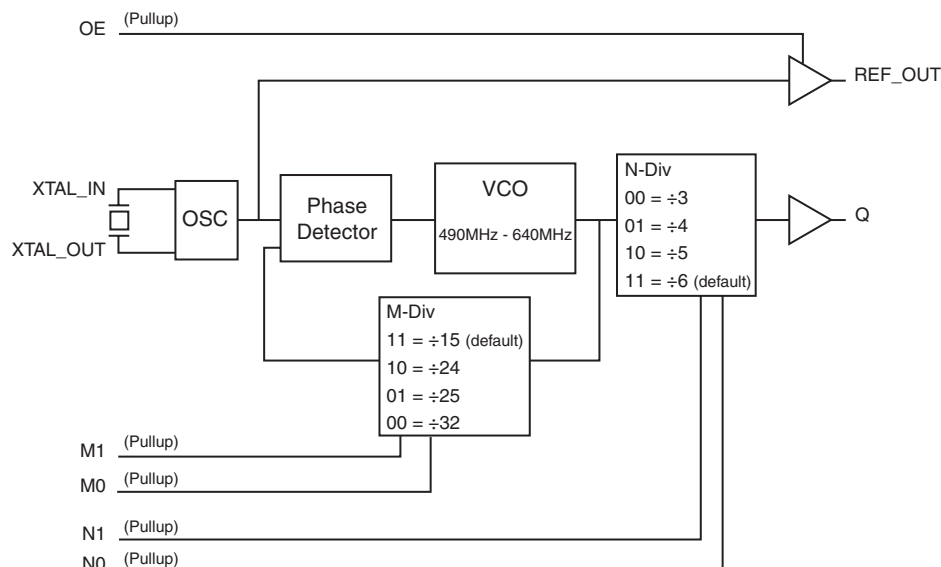 OE (Pullup)
REF_OUT
XTAL_IN
OSC
XTAL_OUT
Phase
Detector
VCO
490MHz - 640MHz
N-Div
00 = ÷3
01 = ÷4
10 = ÷5
11 = ÷6 (default)
Q
M-Div
11 = ÷15 (default)
10 = ÷24
01 = ÷25
00 = ÷32
M1 (Pullup)
M0 (Pullup)
N1 (Pullup)
N0 (Pullup)